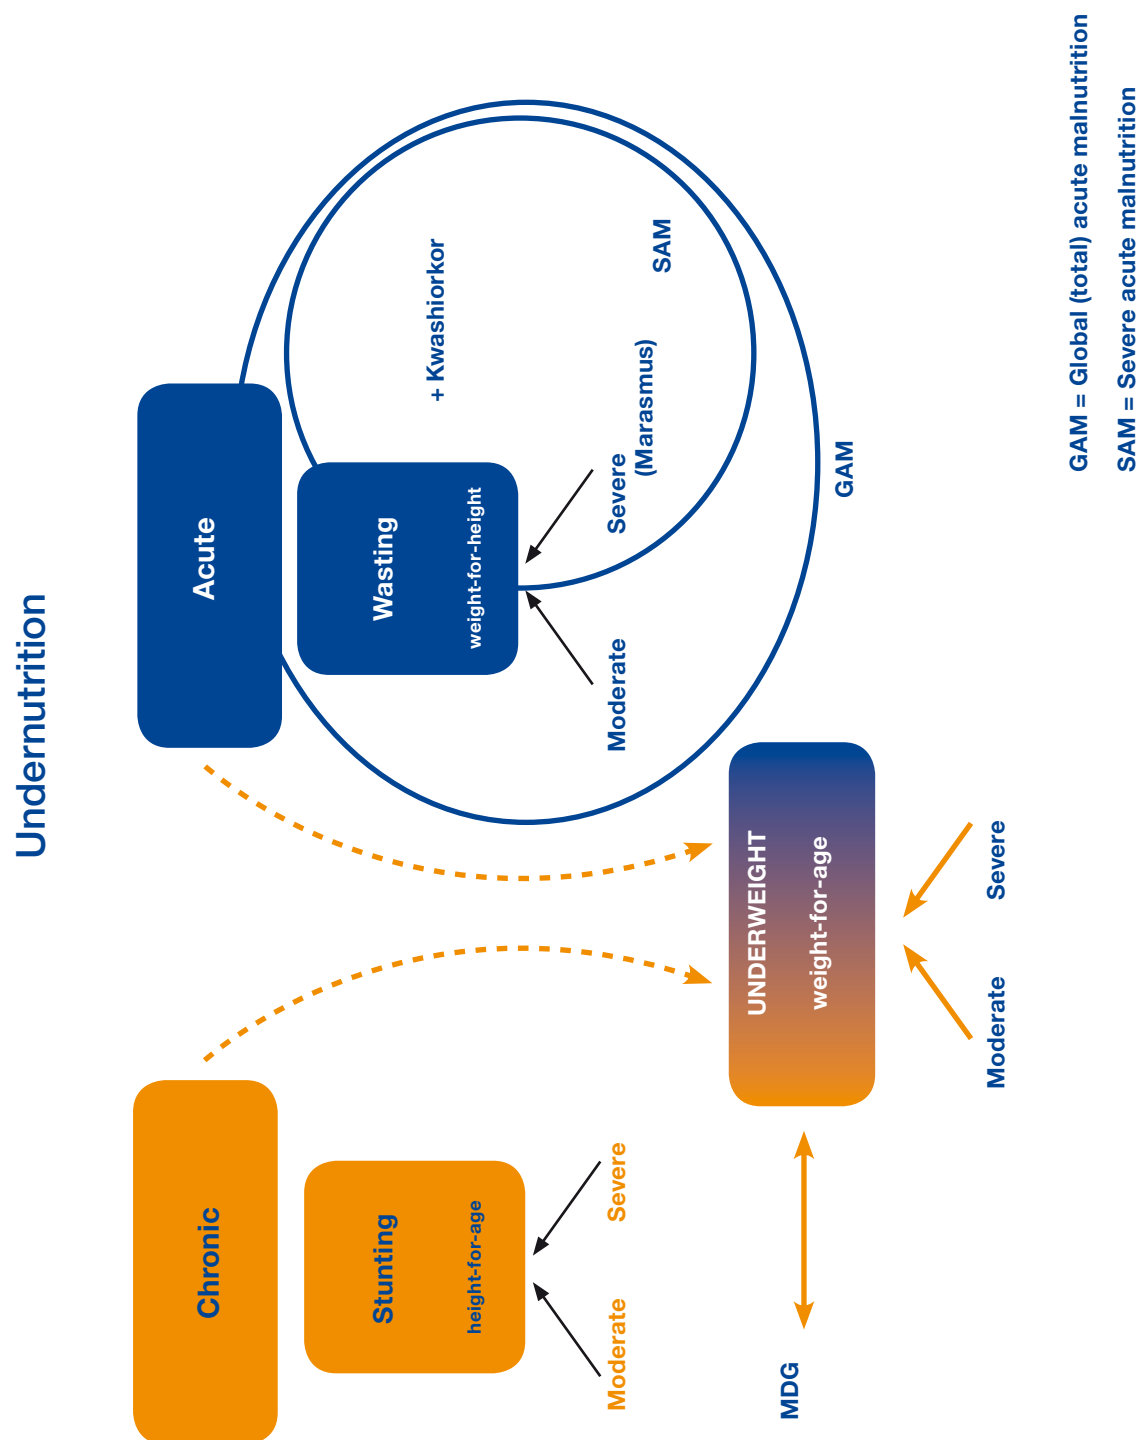 Undernutrition
Chronic
Acute
Stunting
height-for-age
Moderate
Severe
Wasting
weight-for-height
+ Kwashiorkor
Moderate
Severe
(Marasmus)
SAM
GAM
UNDERWEIGHT
weight-for-age
MDG
Moderate
Severe
GAM = Global (total) acute malnutrition
SAM = Severe acute malnutrition